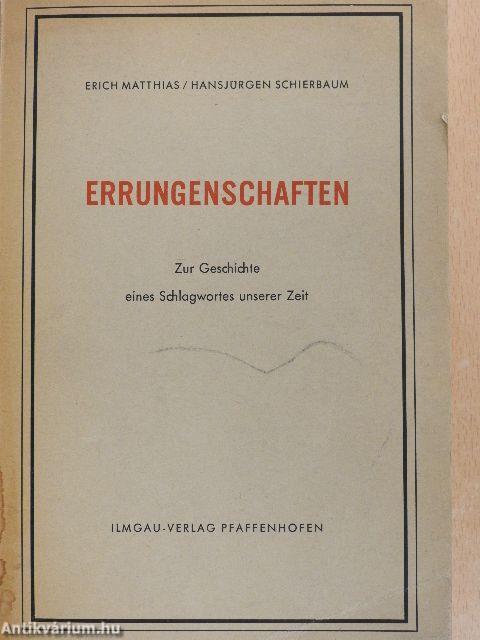 ERICH MATTHIAS / HANSJÜRGEN SCHIERBAUM
ERRUNGENSCHAFTEN
Zur Geschichte
eines Schlagwortes unserer Zeit
ILMGAU-VERLAG PFAFFENHOFEN
Antikvárium.hu